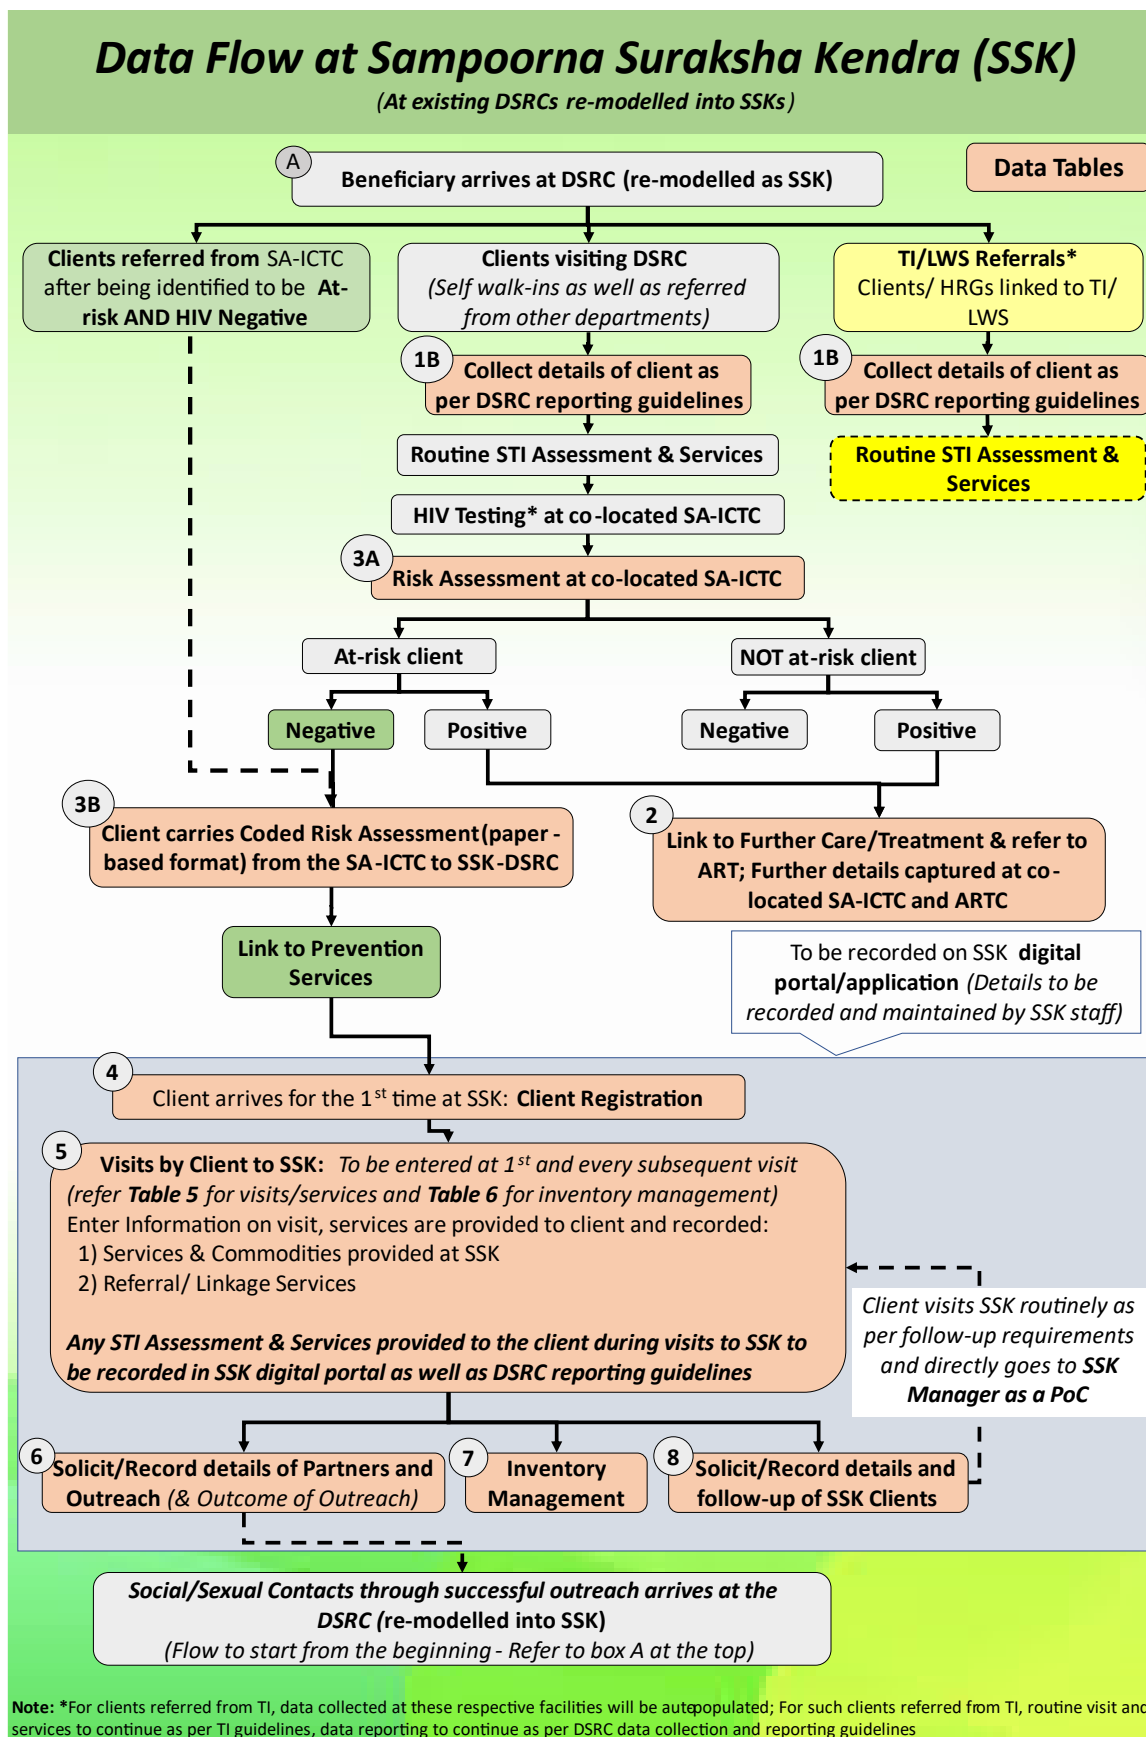 Data Flow at Sampoorna Suraksha Kendra (SSK)
(At existing DSRCs re-modelled into SSKs)
A
Beneficiary arrives at DSRC (re-modelled as SSK)
Data Tables
Clients referred from SA-ICTC
after being identified to be At-
risk AND HIV Negative
Clients visiting DSRC
(Self walk-ins as well as referred
from other departments)
TI/LWS Referrals*
Clients/ HRGs linked to TI/
LWS
1B
Collect details of client as
per DSRC reporting guidelines
1B
Collect details of client as
per DSRC reporting guidelines
Routine STI Assessment & Services
Routine STI Assessment &
Services
HIV Testing* at co-located SA-ICTC
3A
Risk Assessment at co-located SA-ICTC
At-risk client
NOT at-risk client
Negative
Positive
Negative
Positive
3B
Client carries Coded Risk Assessment (paper -
based format) from the SA-ICTC to SSK-DSRC
2
Link to Further Care/Treatment & refer to
ART; Further details captured at co-
located SA-ICTC and ARTC
Link to Prevention
Services
To be recorded on SSK digital
portal/application (Details to be
recorded and maintained by SSK staff)
4
Client arrives for the 1st time at SSK: Client Registration
5
Visits by Client to SSK: To be entered at 1st and every subsequent visit
(refer Table 5 for visits/services and Table 6 for inventory management)
Enter Information on visit, services are provided to client and recorded:
1) Services & Commodities provided at SSK
2) Referral/ Linkage Services
Any STI Assessment & Services provided to the client during visits to SSK to
be recorded in SSK digital portal as well as DSRC reporting guidelines
Client visits SSK routinely as
per follow-up requirements
and directly goes to SSK
Manager as a PoC
6
Solicit/Record details of Partners and
Outreach (& Outcome of Outreach)
7
Inventory
Management
8
Solicit/Record details and
follow-up of SSK Clients
Social/Sexual Contacts through successful outreach arrives at the
DSRC (re-modelled into SSK)
(Flow to start from the beginning - Refer to box A at the top)
Note: *For clients referred from TI, data collected at these respective facilities will be autopopulated; For such clients referred from TI, routine visit and
services to continue as per TI guidelines, data reporting to continue as per DSRC data collection and reporting guidelines